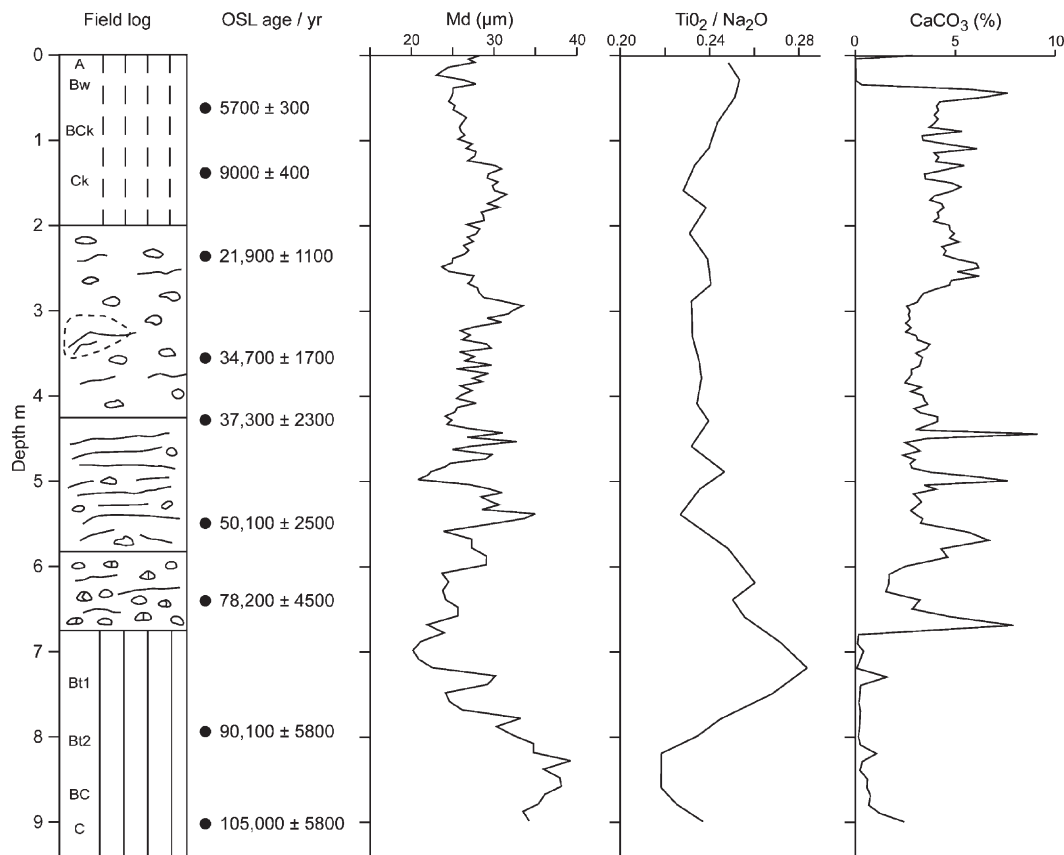 Field log
OSL age / yr
Md (μm)
Ti0₂ / Na₂O
CaCO₃ (%)
20 30 40
0.20 0.24 0.28
0 5 10
Depth m
0
1
2
3
4
5
6
7
8
9
A
Bw
BCk
Ck
Bt1
Bt2
BC
C
5700 ± 300
9000 ± 400
21,900 ± 1100
34,700 ± 1700
37,300 ± 2300
50,100 ± 2500
78,200 ± 4500
90,100 ± 5800
105,000 ± 5800